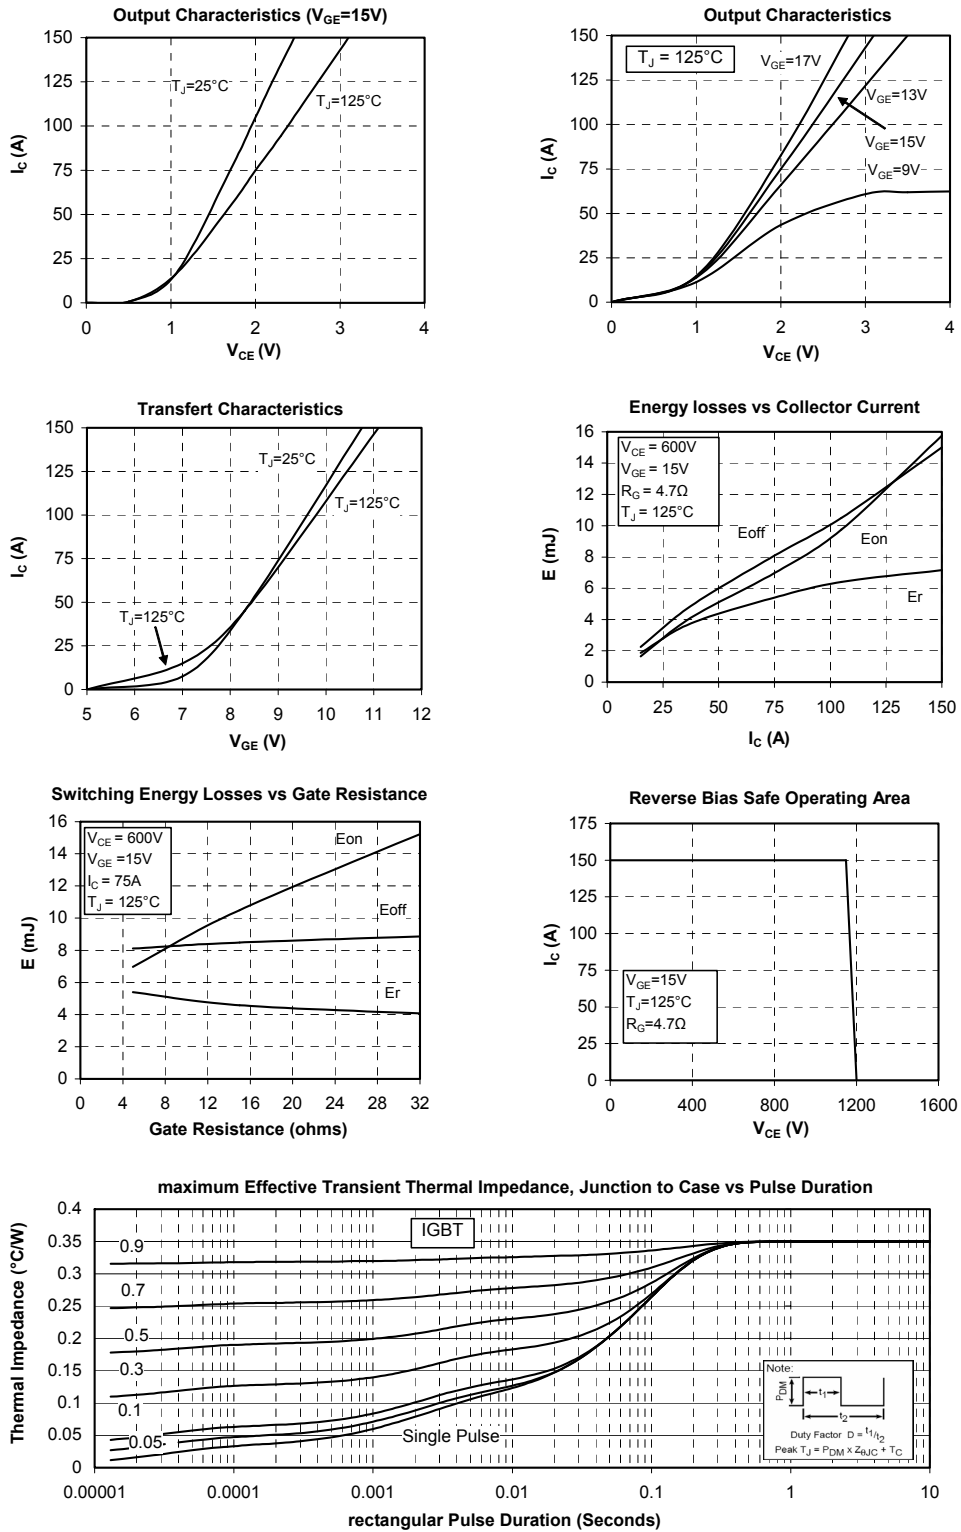 Output Characteristics (VGE=15V)
150
125
100
75
50
25
0
0 1 2 3 4
IC (A)
VCE (V)
TJ=25°C
TJ=125°C
Output Characteristics
150
125
100
75
50
25
0
0 1 2 3 4
IC (A)
VCE (V)
TJ = 125°C
VGE=17V
VGE=13V
VGE=15V
VGE=9V
Transfert Characteristics
150
125
100
75
50
25
0
5 6 7 8 9 10 11 12
IC (A)
VGE (V)
TJ=25°C
TJ=125°C
TJ=125°C
Energy losses vs Collector Current
16
14
12
10
8
6
4
2
0
0 25 50 75 100 125 150
E (mJ)
IC (A)
VCE = 600V
VGE = 15V
RG = 4.7Ω
TJ = 125°C
Eoff
Eon
Er
Switching Energy Losses vs Gate Resistance
16
14
12
10
8
6
4
2
0
0 4 8 12 16 20 24 28 32
E (mJ)
Gate Resistance (ohms)
VCE = 600V
VGE =15V
IC = 75A
TJ = 125°C
Eon
Eoff
Er
Reverse Bias Safe Operating Area
175
150
125
100
75
50
25
0
0 400 800 1200 1600
IC (A)
VCE (V)
VGE=15V
TJ=125°C
RG=4.7Ω
maximum Effective Transient Thermal Impedance, Junction to Case vs Pulse Duration
0.4
0.35
0.3
0.25
0.2
0.15
0.1
0.05
0
0.00001 0.0001 0.001 0.01 0.1 1 10
Thermal Impedance (°C/W)
rectangular Pulse Duration (Seconds)
IGBT
0.9
0.7
0.5
0.3
0.1
0.05
Single Pulse
Note:
PDM
t1
t2
Duty Factor D = t1/t2
Peak TJ = PDM x ZθJC + TC